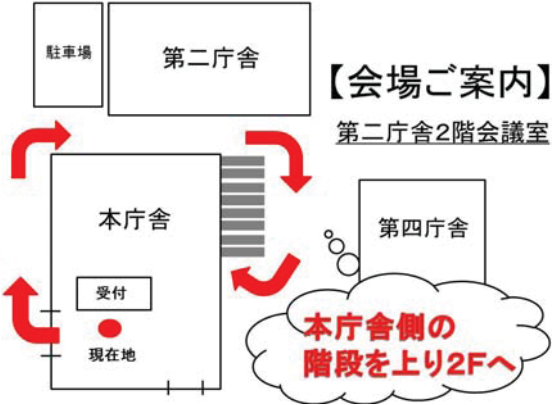 駐車場
第二庁舎
【会場ご案内】
第二庁舎2階会議室
本庁舎
第四庁舎
受付
現在地
本庁舎側の
階段を上り2Fへ